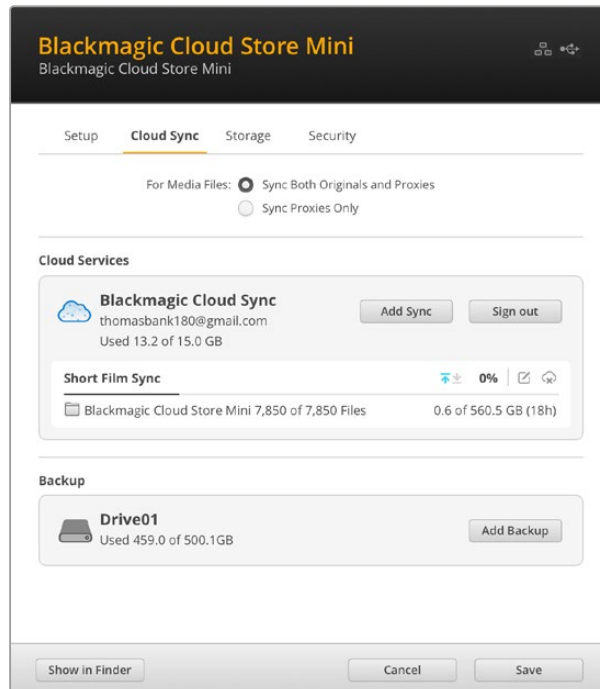 Blackmagic Cloud Store Mini
Blackmagic Cloud Store Mini
Setup Cloud Sync Storage Security
For Media Files: Sync Both Originals and Proxies
Sync Proxies Only
Cloud Services
Blackmagic Cloud Sync
thomasbank180@gmail.com
Used 13.2 of 15.0 GB
Add Sync Sign out
Short Film Sync 0%
Blackmagic Cloud Store Mini 7,850 of 7,850 Files 0.6 of 560.5 GB (18h)
Backup
Drive01
Used 459.0 of 500.1GB
Add Backup
Show in Finder Cancel Save